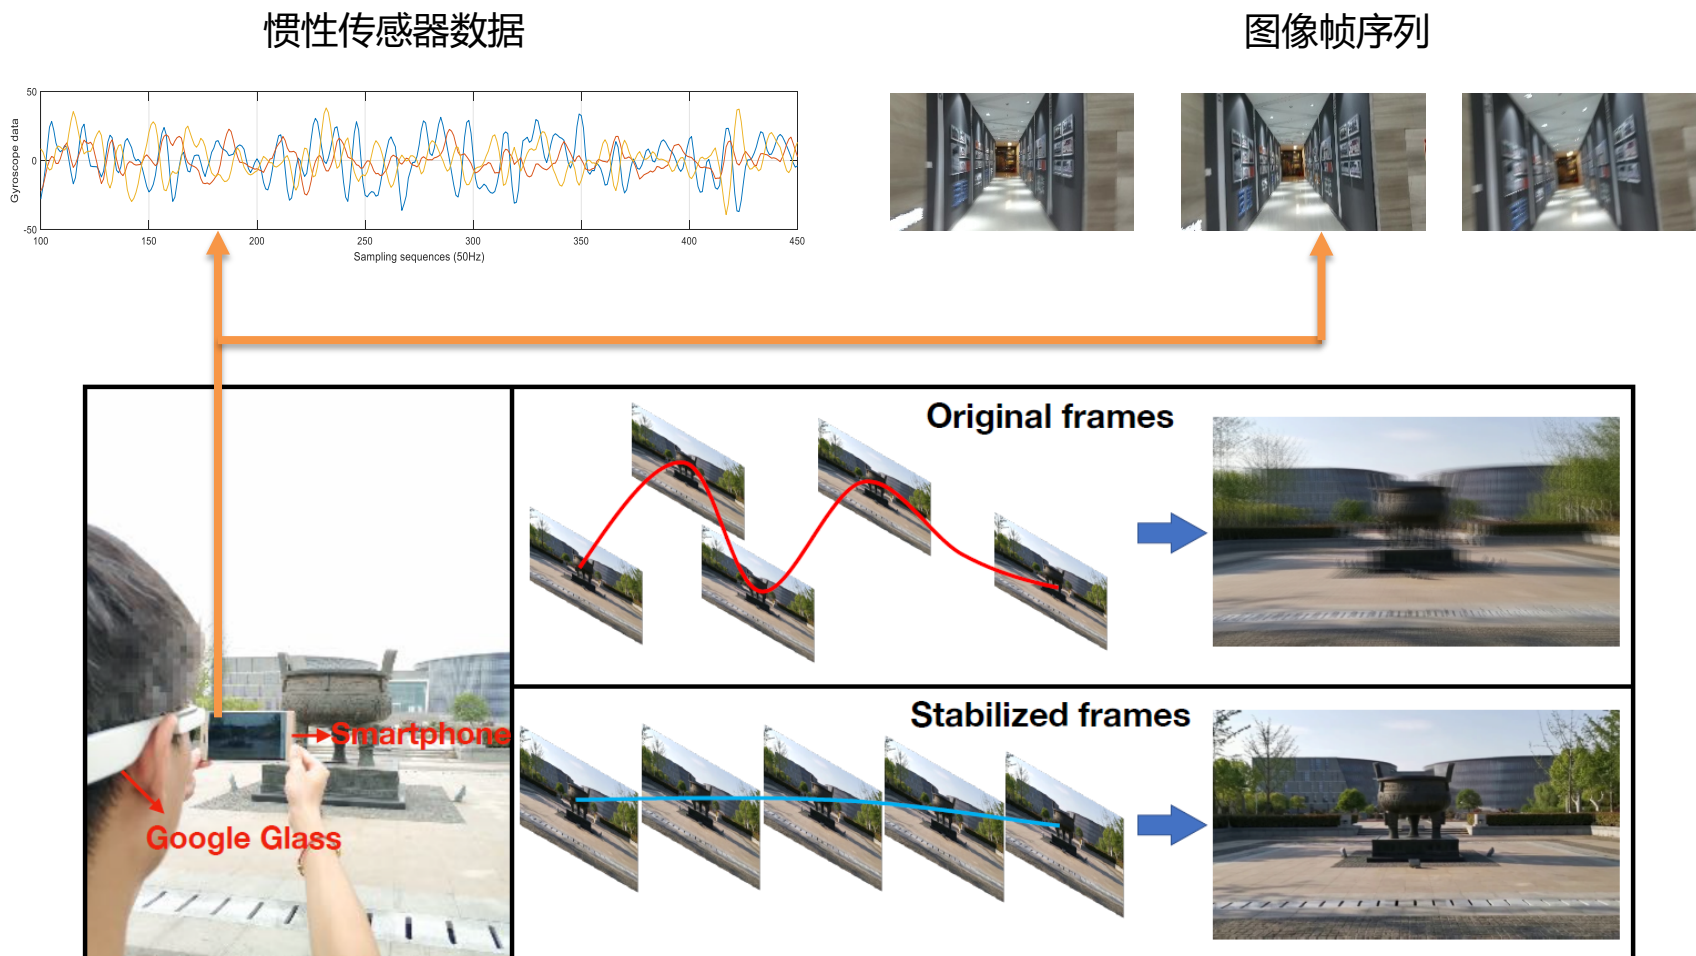 惯性传感器数据
图像帧序列
50
0
-50
Gyroscope data
100 150 200 250 300 350 400 450
Sampling sequences (50Hz)
Original frames
Stabilized frames
Smartphone
Google Glass